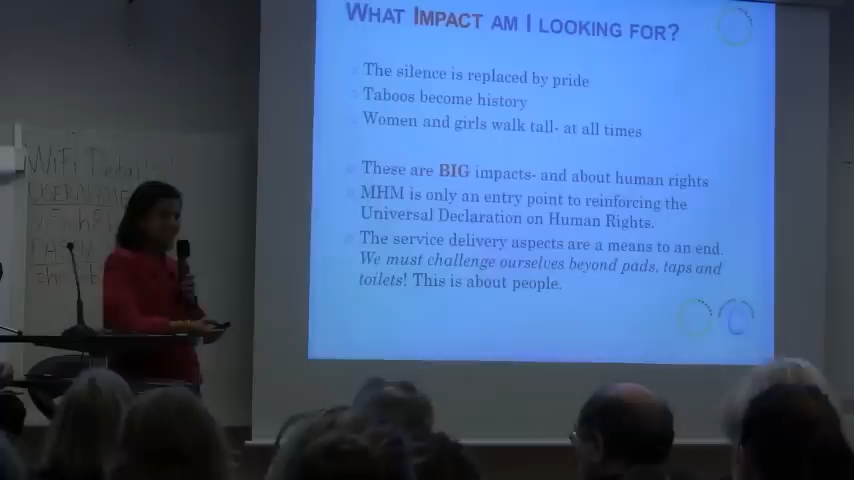 WHAT IMPACT AM I LOOKING FOR?
The silence is replaced by pride
Taboos become history
Women and girls walk tall- at all times
These are BIG impacts- and about human rights
MHM is only an entry point to reinforcing the
Universal Declaration on Human Rights.
The service delivery aspects are a means to an end.
We must challenge ourselves beyond pads, taps and
toilets! This is about people.
WiFi Details
USERNAME